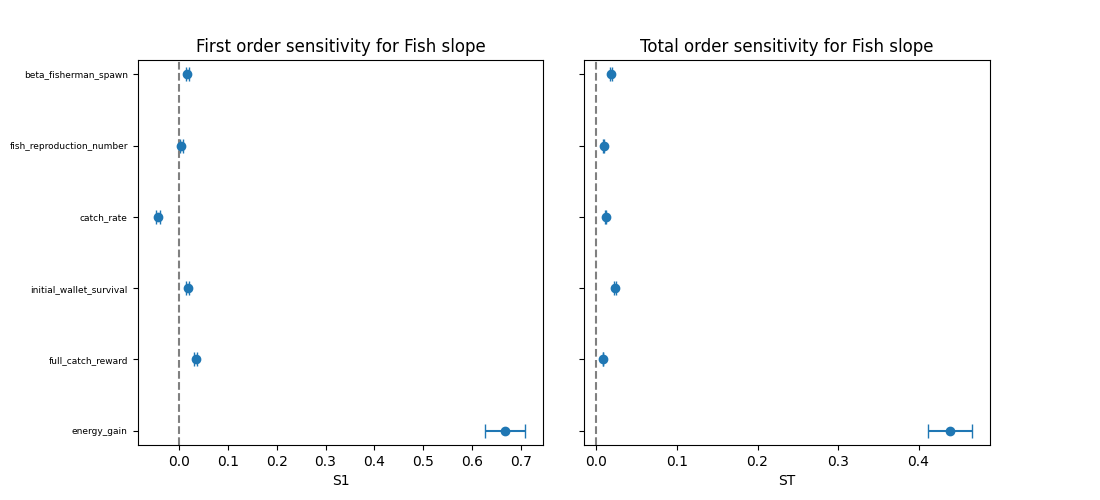 First order sensitivity for Fish slope
Total order sensitivity for Fish slope
beta_fisherman_spawn
fish_reproduction_number
catch_rate
initial_wallet_survival
full_catch_reward
energy_gain
0.0 0.1 0.2 0.3 0.4 0.5 0.6 0.7
0.0 0.1 0.2 0.3 0.4
S1
ST